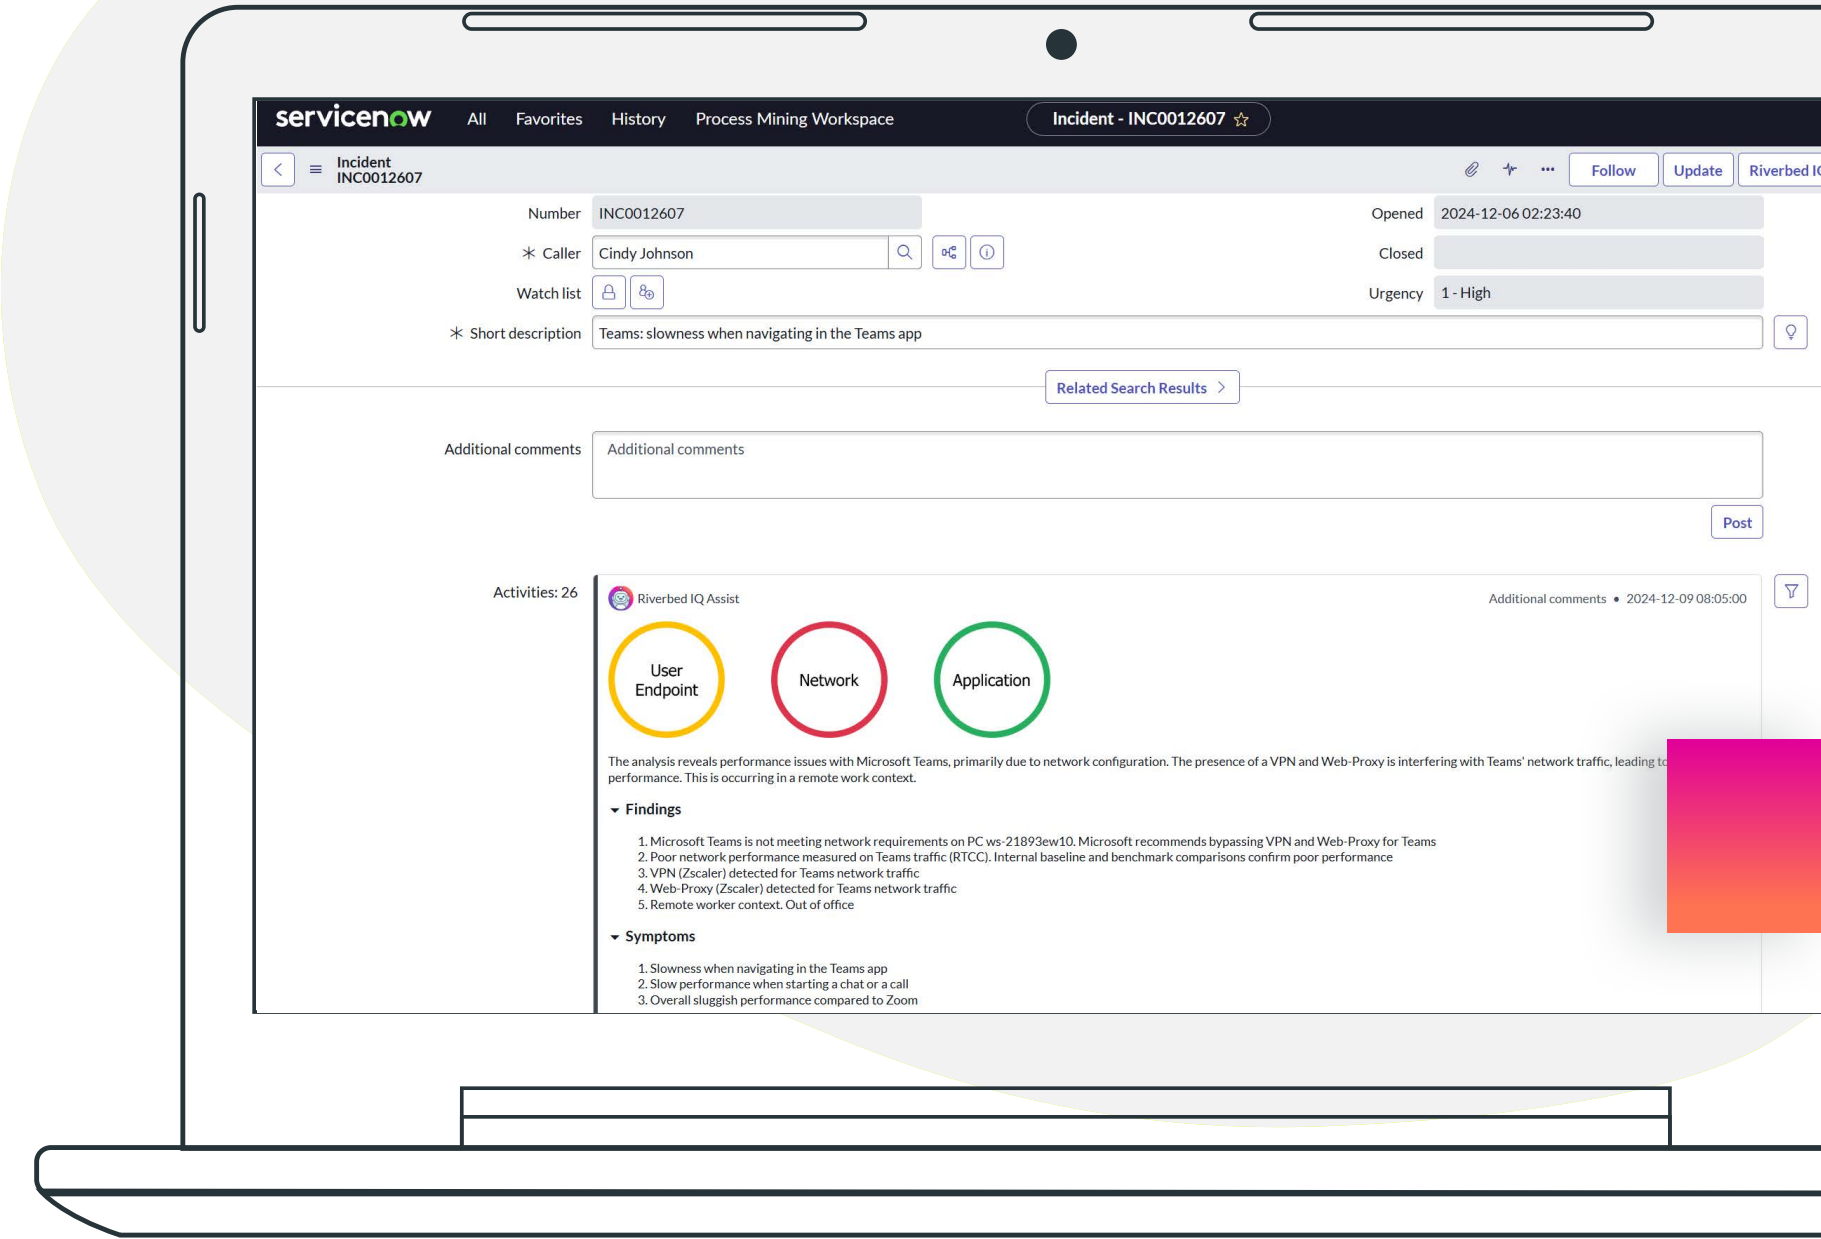 servicenow All Favorites History Process Mining Workspace Incident - INC0012607
Incident
INC0012607
Follow Update Riverbed
Number INC0012607 Opened 2024-12-06 02:23:40
Caller Cindy Johnson Closed
Watch list Urgency 1 - High
Short description Teams: slowness when navigating in the Teams app
Related Search Results
Additional comments Additional comments
Post
Activities: 26 Riverbed IQ Assist Additional comments • 2024-12-09 08:05:00
User
Endpoint
Network
Application
The analysis reveals performance issues with Microsoft Teams, primarily due to network configuration. The presence of a VPN and Web-Proxy is interfering with Teams' network traffic, leading to
performance. This is occurring in a remote work context.
Findings
1. Microsoft Teams is not meeting network requirements on PC ws-21893ew10. Microsoft recommends bypassing VPN and Web-Proxy for Teams
2. Poor network performance measured on Teams traffic (RTCC). Internal baseline and benchmark comparisons confirm poor performance
3. VPN (Zscaler) detected for Teams network traffic
4. Web-Proxy (Zscaler) detected for Teams network traffic
5. Remote worker context. Out of office
Symptoms
1. Slowness when navigating in the Teams app
2. Slow performance when starting a chat or a call
3. Overall sluggish performance compared to Zoom